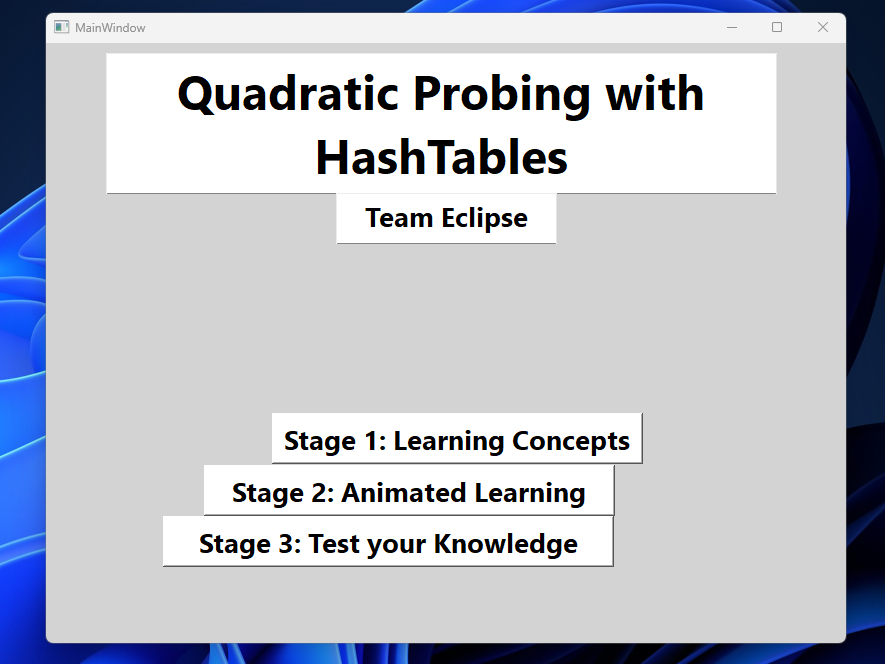 MainWindow
Quadratic Probing with
HashTables
Team Eclipse
Stage 1: Learning Concepts
Stage 2: Animated Learning
Stage 3: Test your Knowledge